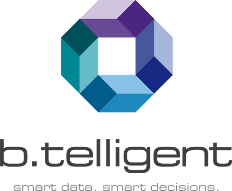 b.telligent
smart data. smart decisions.